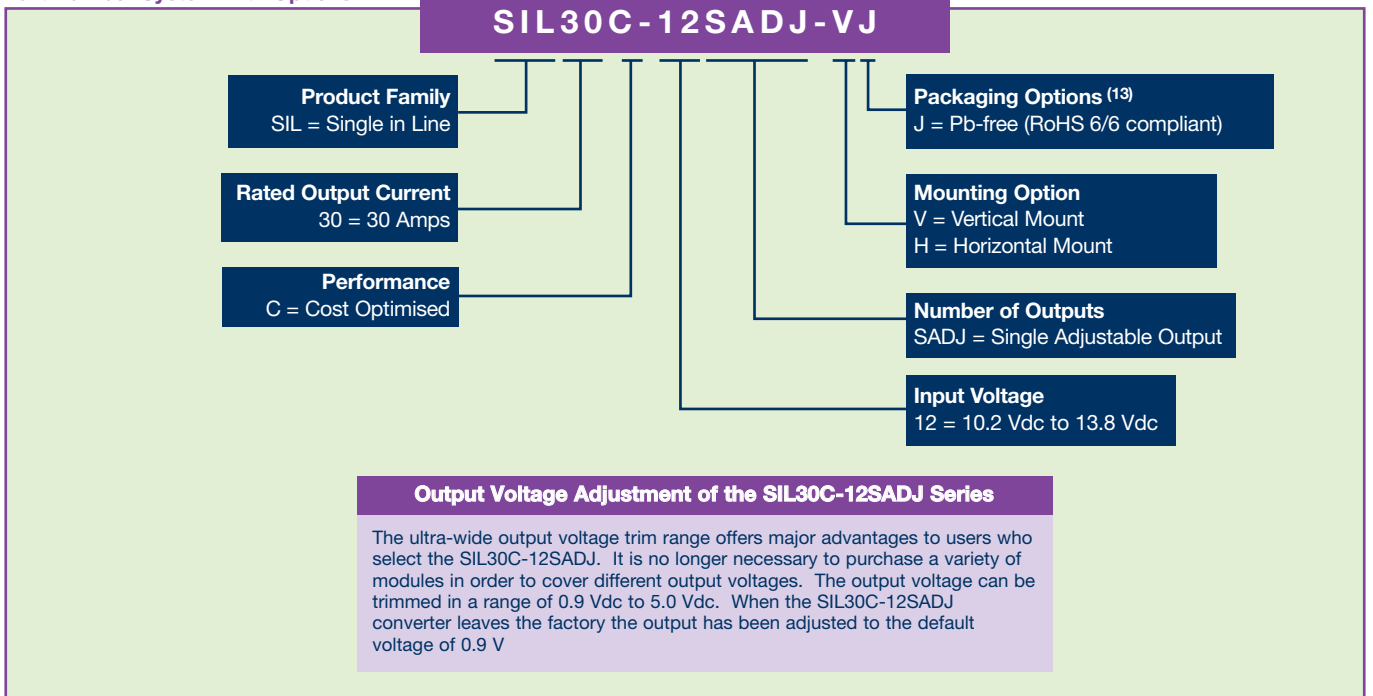 SIL30C-12SADJ-VJ
Product Family
SIL = Single in Line
Rated Output Current
30 = 30 Amps
Performance
C = Cost Optimised
Packaging Options (13)
J = Pb-free (RoHS 6/6 compliant)
Mounting Option
V = Vertical Mount
H = Horizontal Mount
Number of Outputs
SADJ = Single Adjustable Output
Input Voltage
12 = 10.2 Vdc to 13.8 Vdc
Output Voltage Adjustment of the SIL30C-12SADJ Series
The ultra-wide output voltage trim range offers major advantages to users who
select the SIL30C-12SADJ. It is no longer necessary to purchase a variety of
modules in order to cover different output voltages. The output voltage can be
trimmed in a range of 0.9 Vdc to 5.0 Vdc. When the SIL30C-12SADJ
converter leaves the factory the output has been adjusted to the default
voltage of 0.9 V